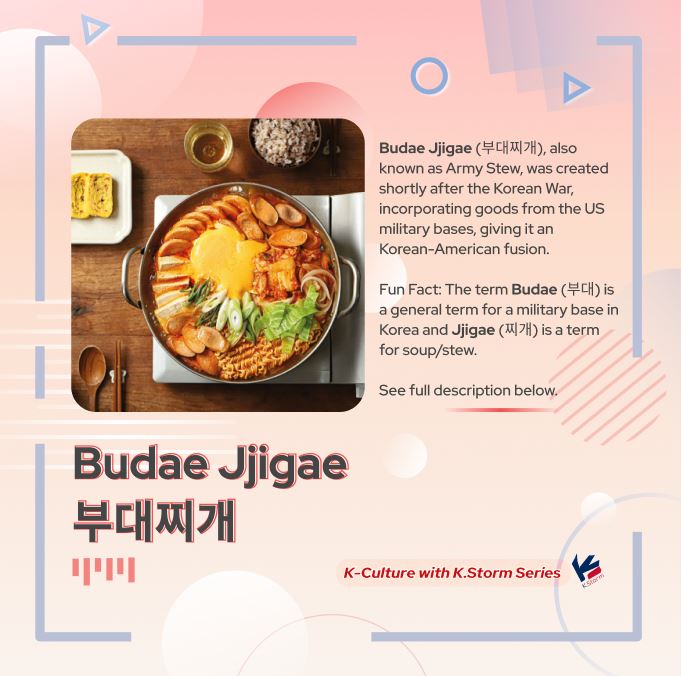 Budae Jjigae (부대찌개), also
known as Army Stew, was created
shortly after the Korean War,
incorporating goods from the US
military bases, giving it an
Korean-American fusion.
Fun Fact: The term Budae (부대) is
a general term for a military base in
Korea and Jjigae (찌개) is a term
for soup/stew.
See full description below.
Budae Jjigae
부대찌개
K-Culture with K.Storm Series
K.Storm